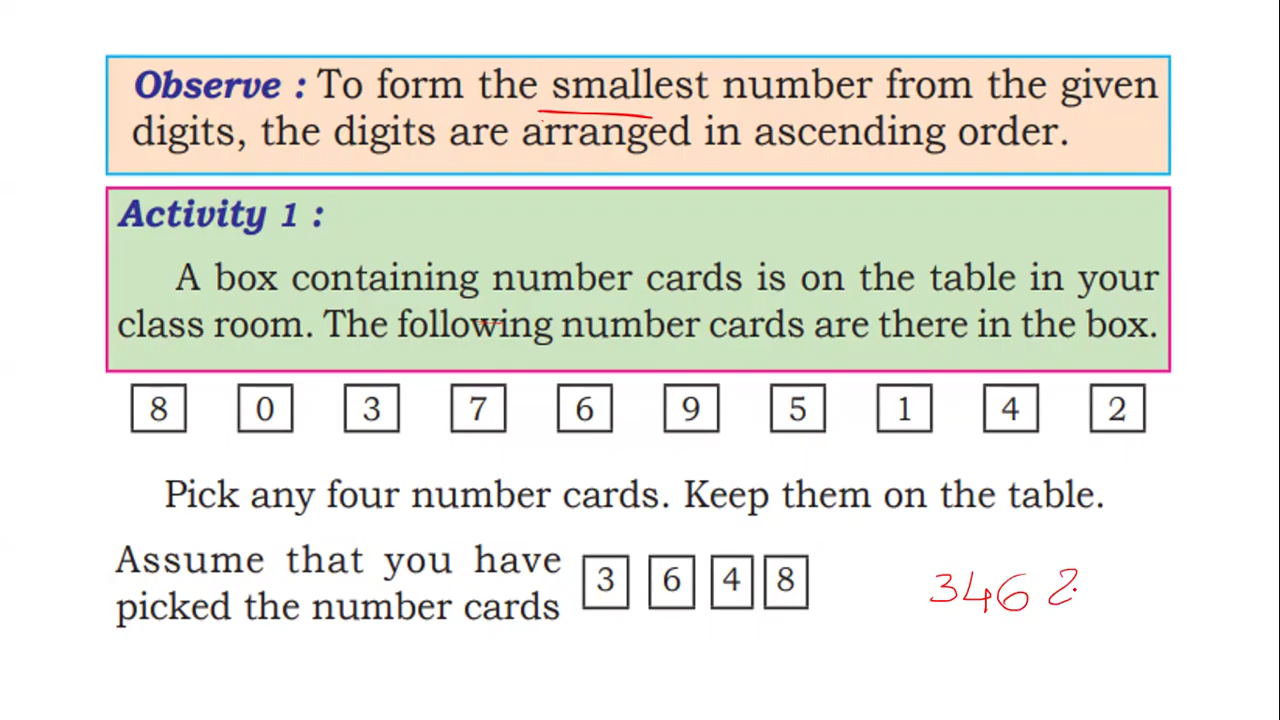 Observe : To form the smallest number from the given
digits, the digits are arranged in ascending order.
Activity 1 :
A box containing number cards is on the table in your
class room. The following number cards are there in the box.
8 0 3 7 6 9 5 1 4 2
Pick any four number cards. Keep them on the table.
Assume that you have
picked the number cards 3 6 4 8
346